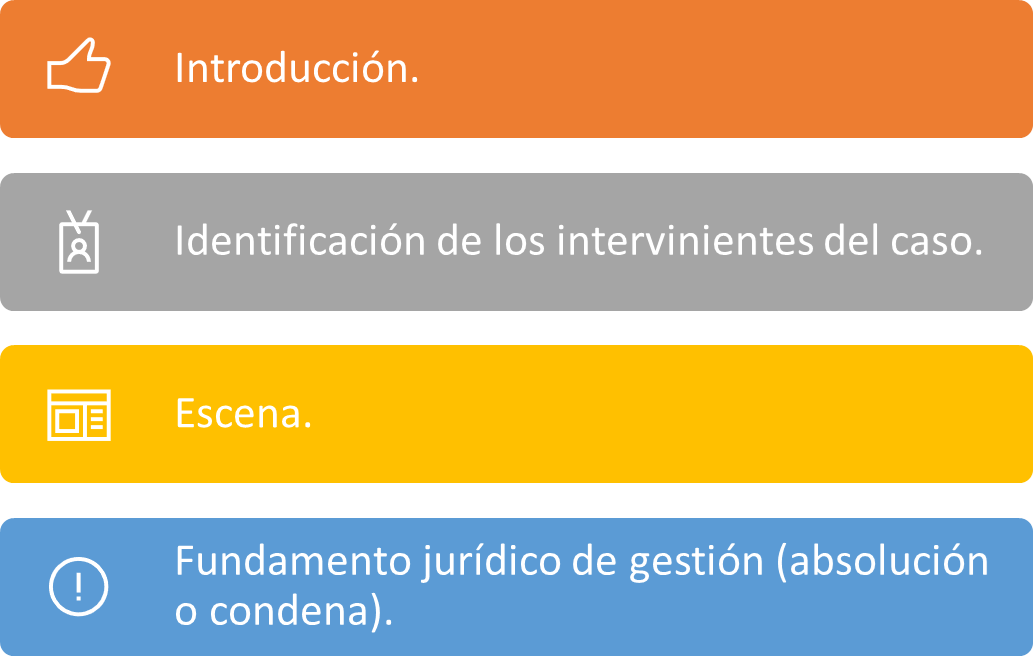 Introducción.
Identificación de los intervinientes del caso.
Escena.
Fundamento jurídico de gestión (absolución
o condena).